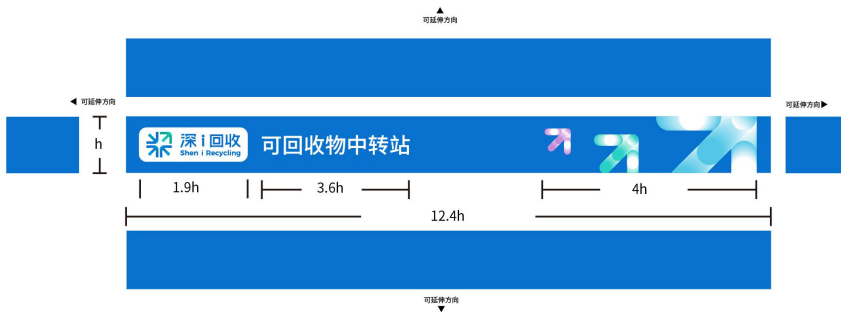 可延伸方向
可延伸方向
可延伸方向
h
深i回收
Shen i Recycling
可回收物中转站
1.9h
3.6h
4h
12.4h
可延伸方向